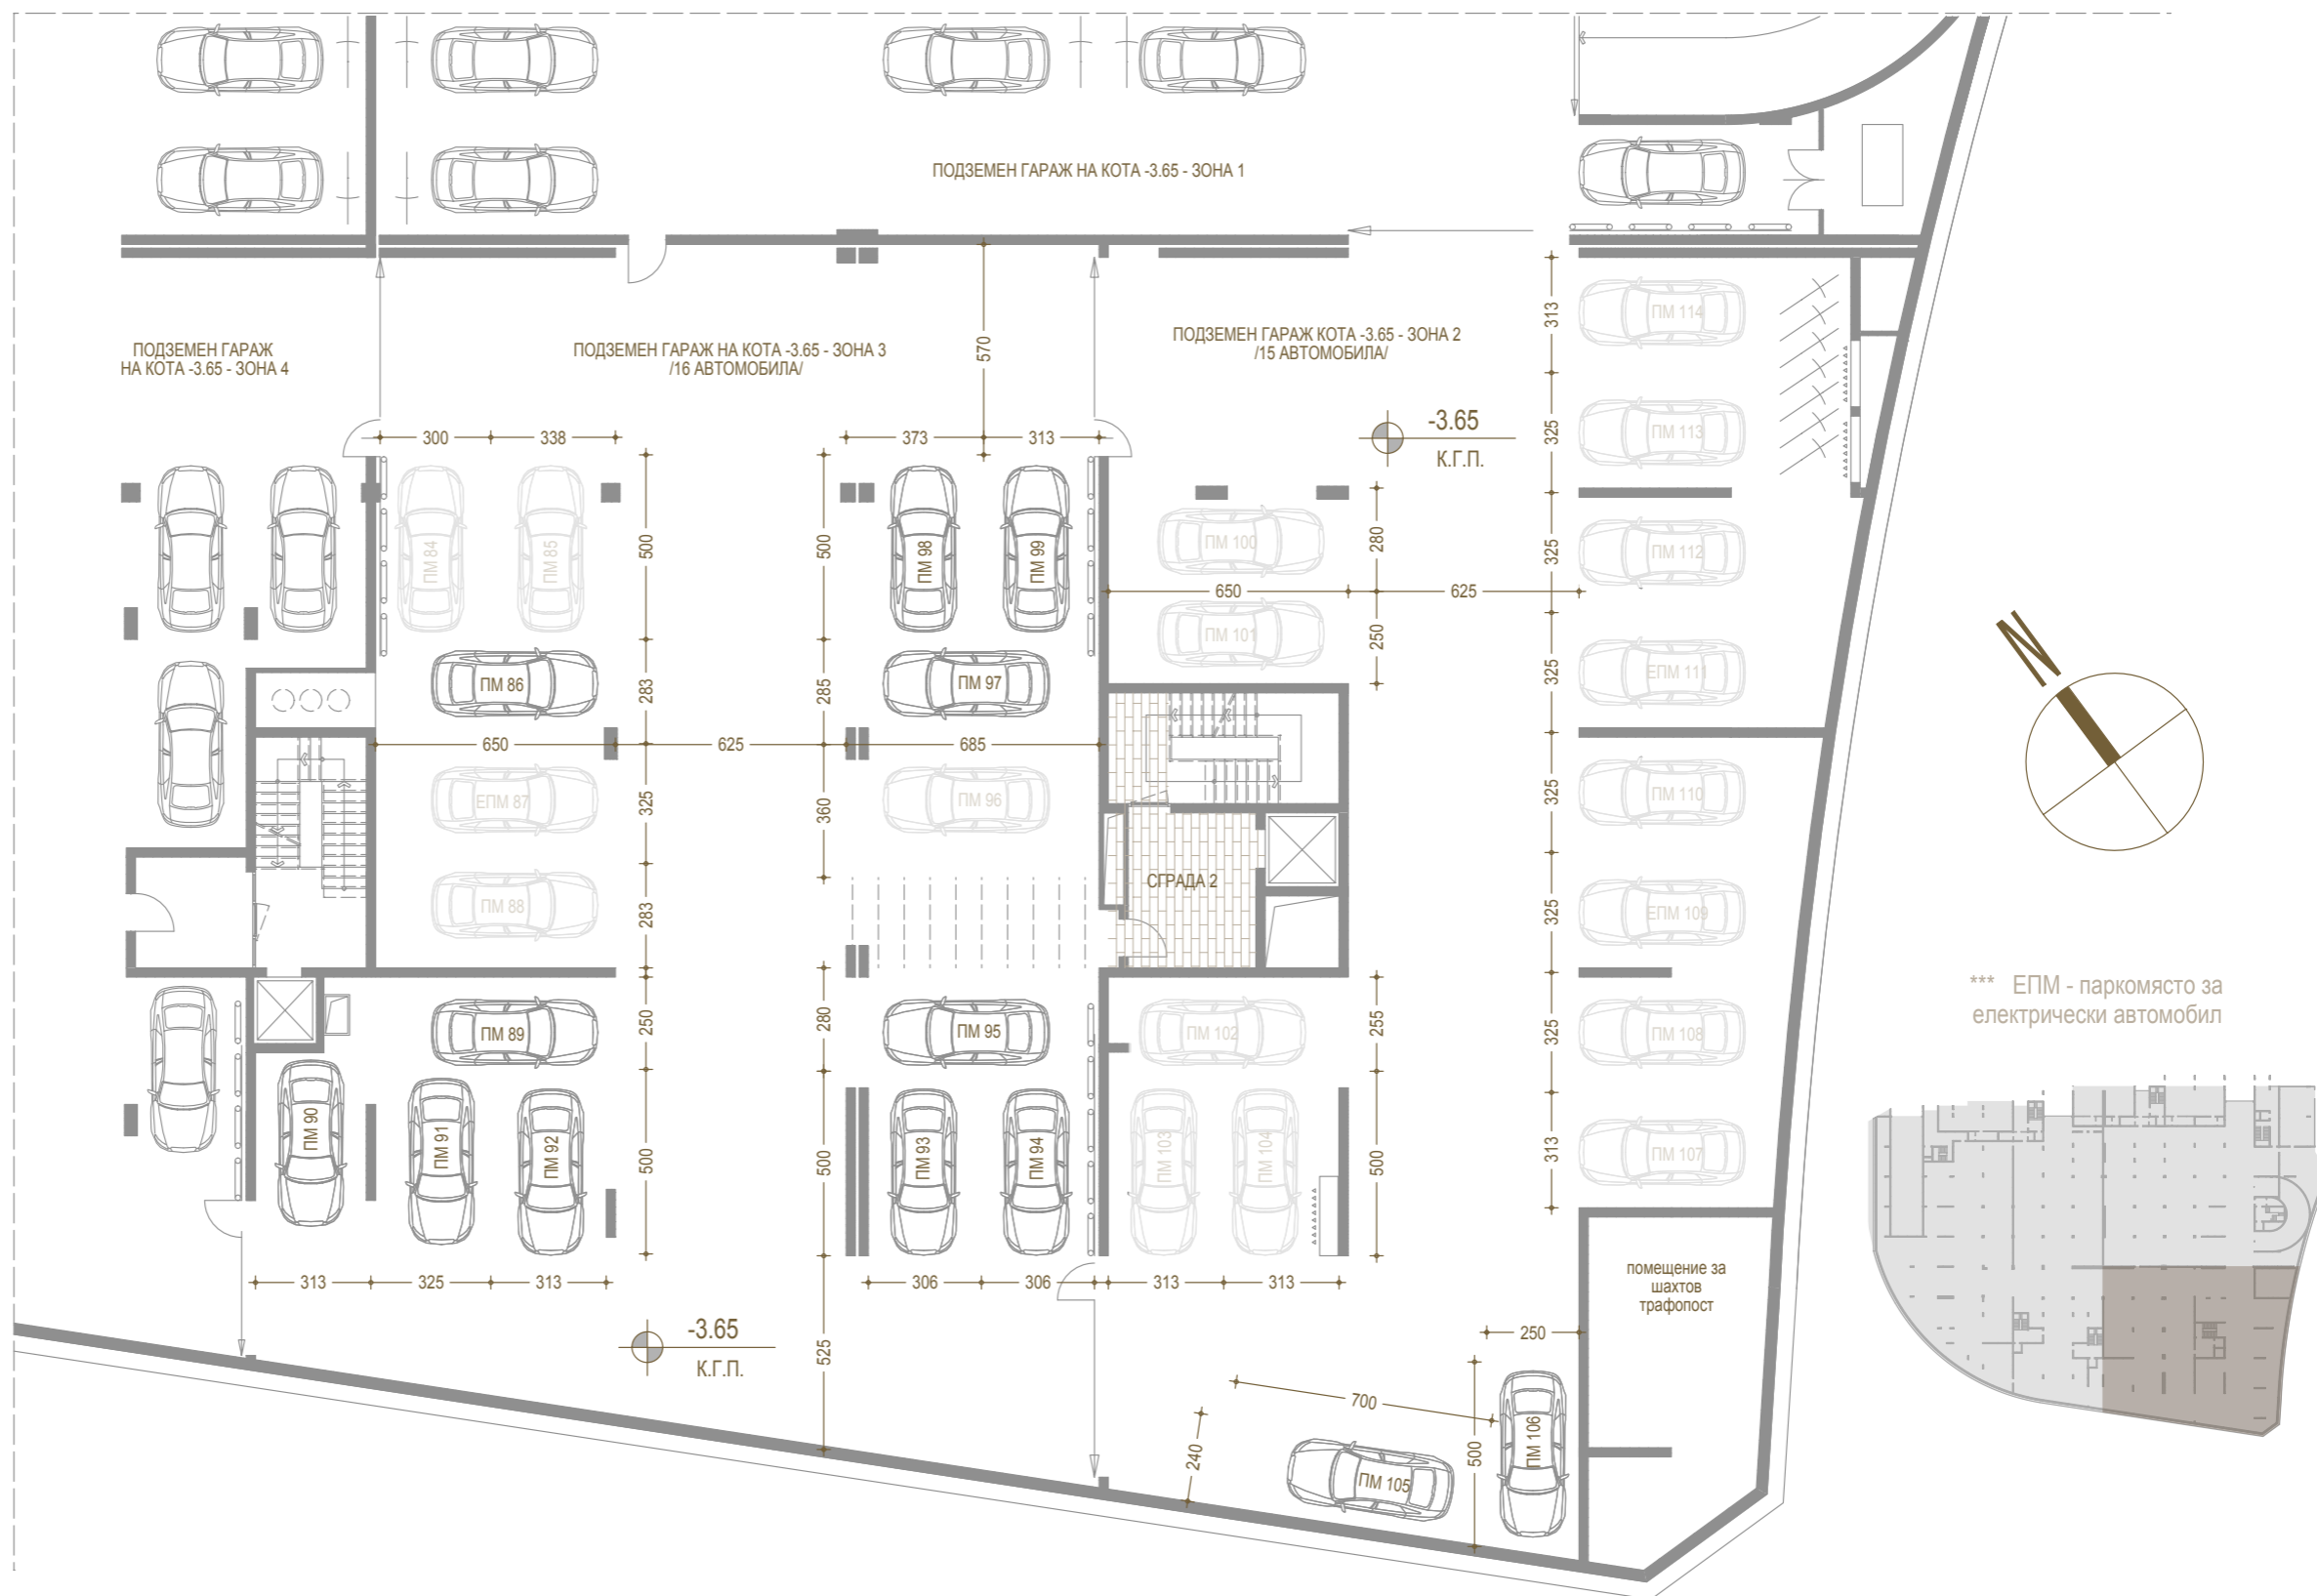 ПОДЗЕМЕН ГАРАЖ НА КОТА -3.65 - ЗОНА 1
ПОДЗЕМЕН ГАРАЖ
НА КОТА -3.65 - ЗОНА 4
ПОДЗЕМЕН ГАРАЖ НА КОТА -3.65 - ЗОНА 3
/16 АВТОМОБИЛА/
ПОДЗЕМЕН ГАРАЖ КОТА -3.65 - ЗОНА 2
/15 АВТОМОБИЛА/
570
313
ПМ 114
325
ПМ 113
-3.65
К.Г.П.
300
338
373
313
500
ПМ 84
ПМ 85
500
ПМ 98
ПМ 99
280
ПМ 100
325
ПМ 112
650
625
250
ПМ 101
325
ЕПМ 111
ПМ 86
283
285
ПМ 97
650
625
685
ЕПМ 87
325
360
ПМ 96
325
ПМ 110
ПМ 88
283
СГРАДА 2
325
ЕПМ 109
ПМ 89
250
280
ПМ 95
ПМ 102
255
325
ПМ 108
*** ЕПМ - паркомясто за
електрически автомобил
ПМ 90
ПМ 91
ПМ 92
500
500
ПМ 93
ПМ 94
ПМ 103
ПМ 104
500
313
ПМ 107
313
325
313
306
306
313
313
помещение за
шахтов
трафопост
-3.65
К.Г.П.
525
250
700
240
500
ПМ 105
ПМ 106
N